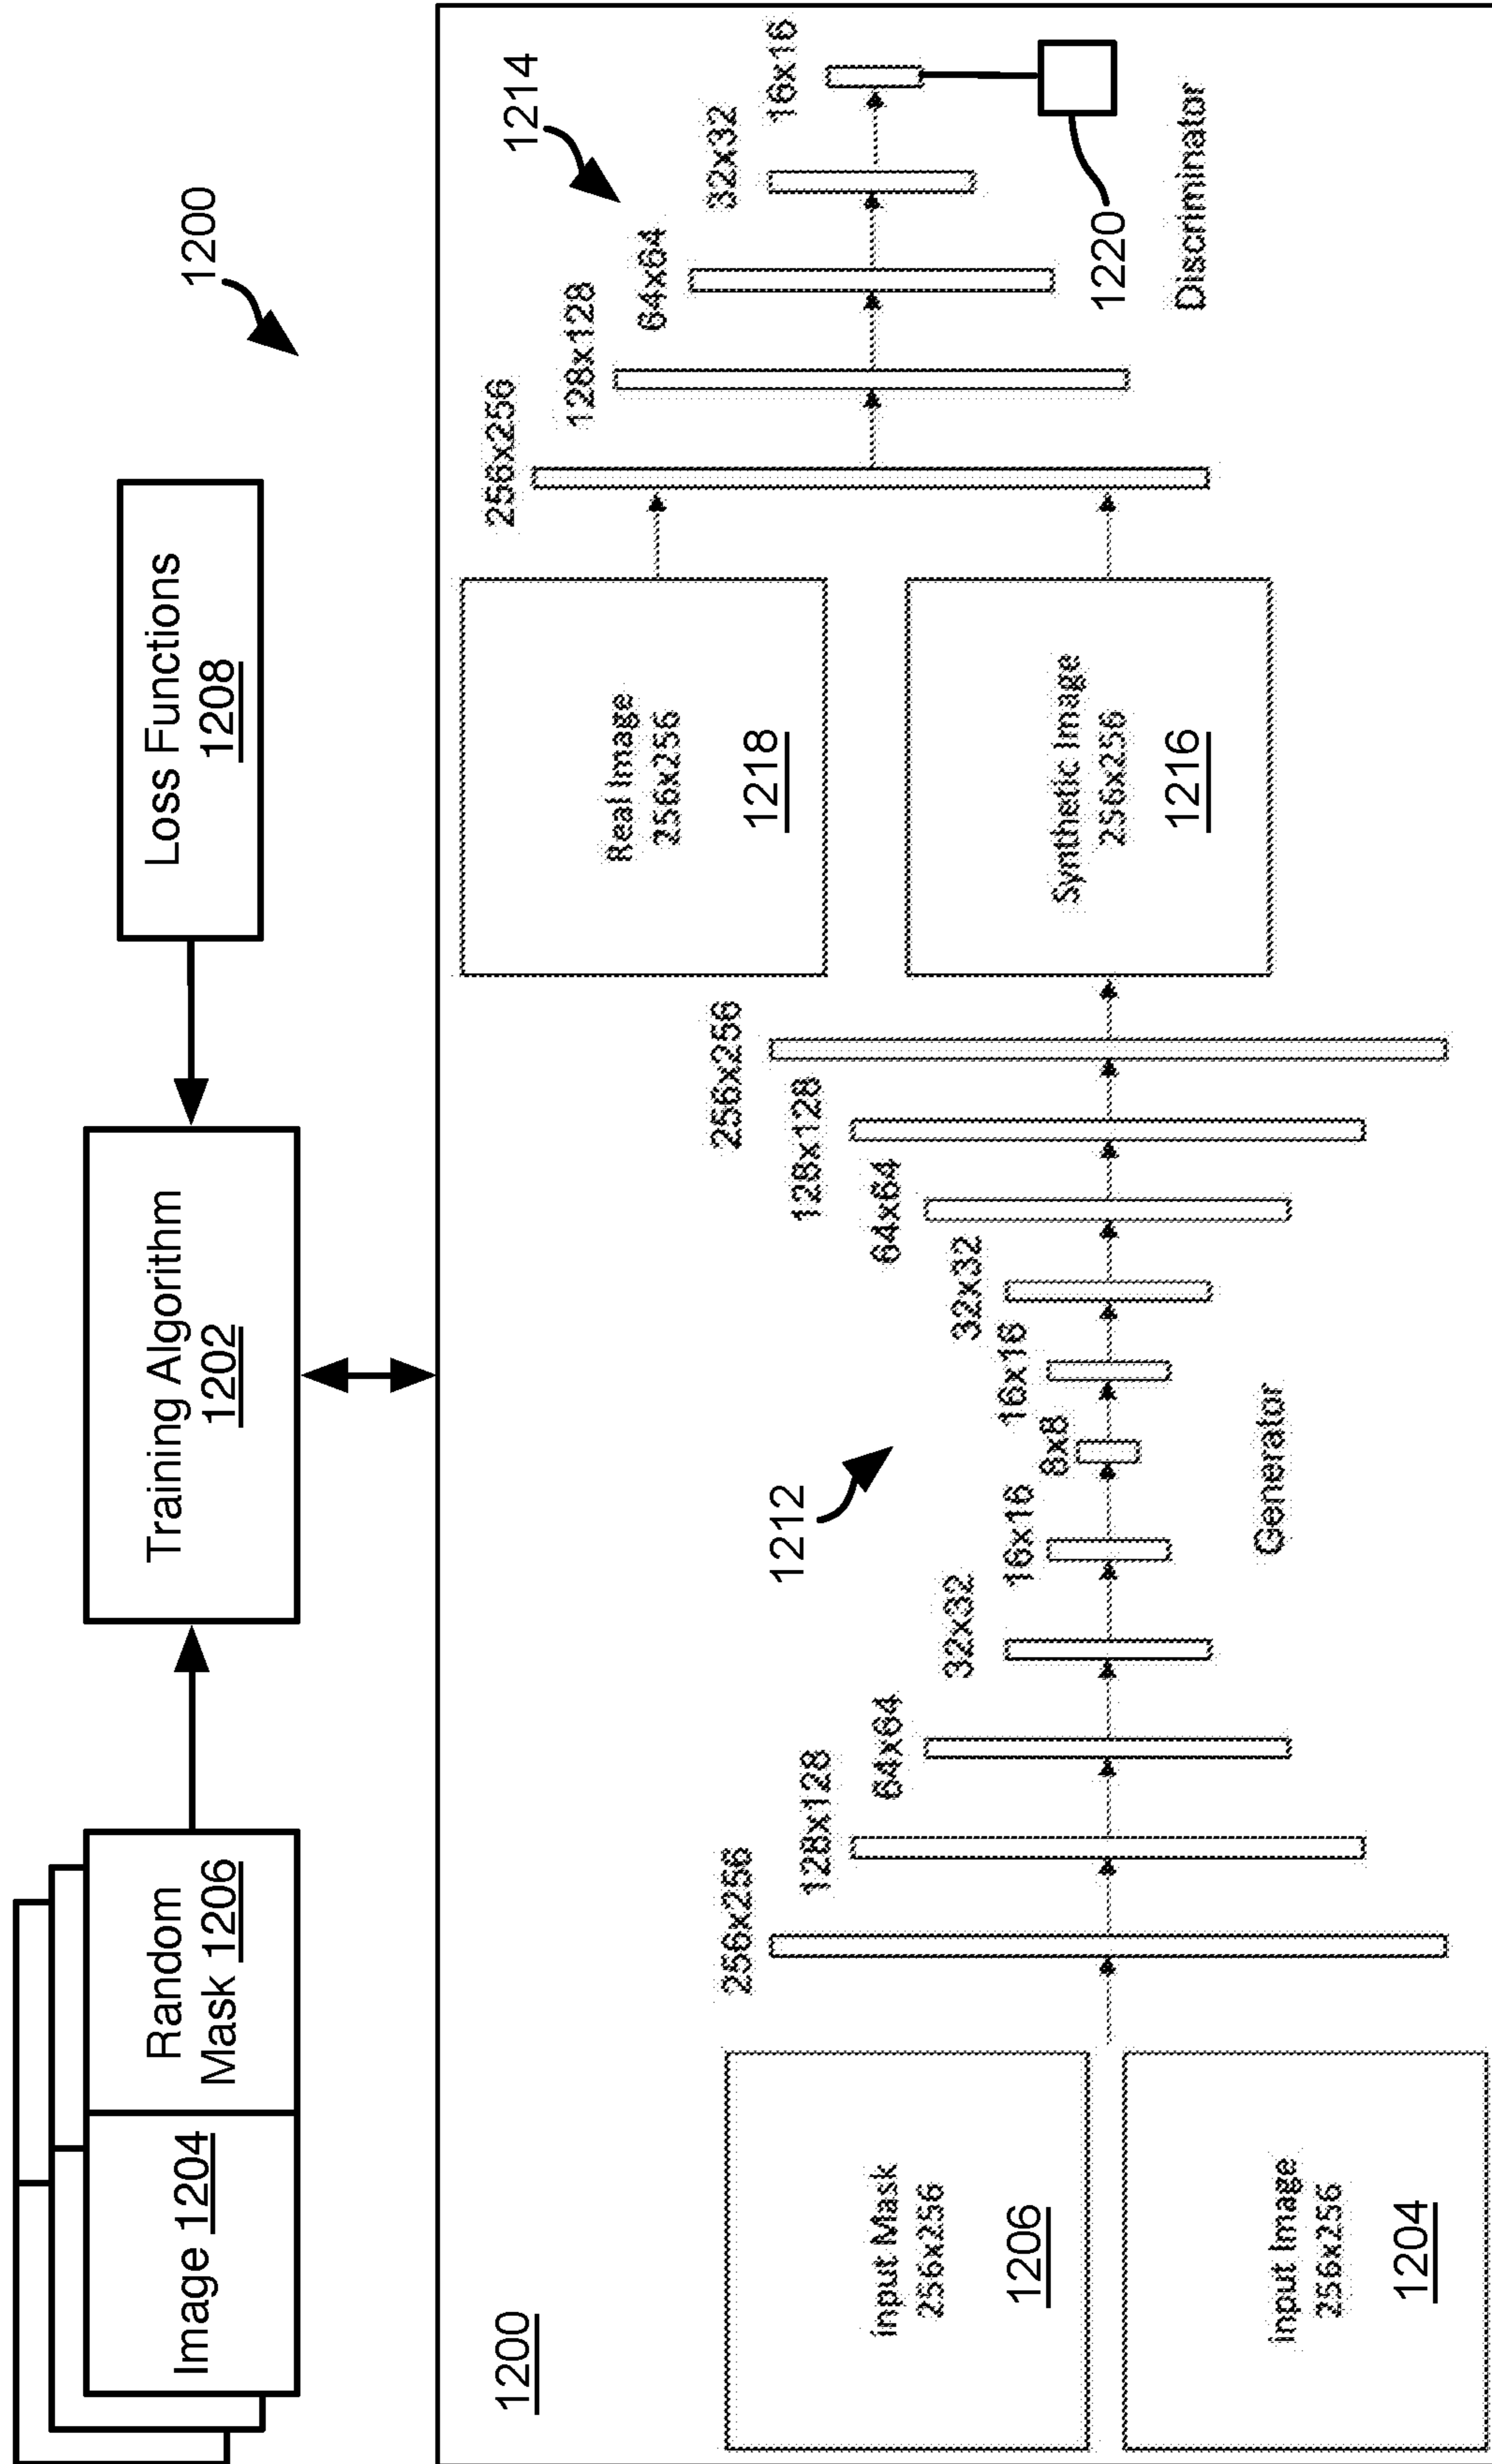 1200
Image 1204
Random
Mask 1206
Training Algorithm
1202
Loss Functions
1208
1200
Input Mask
256x256
1206
Input Image
256x256
1204
256x256
128x128
64x64
32x32
16x16
8x8
16x16
32x32
64x64
128x128
256x256
1212
Generator
Real Image
256x256
1218
Synthetic Image
256x256
1216
256x256
128x128
64x64
32x32
16x16
1214
1220
Discriminator